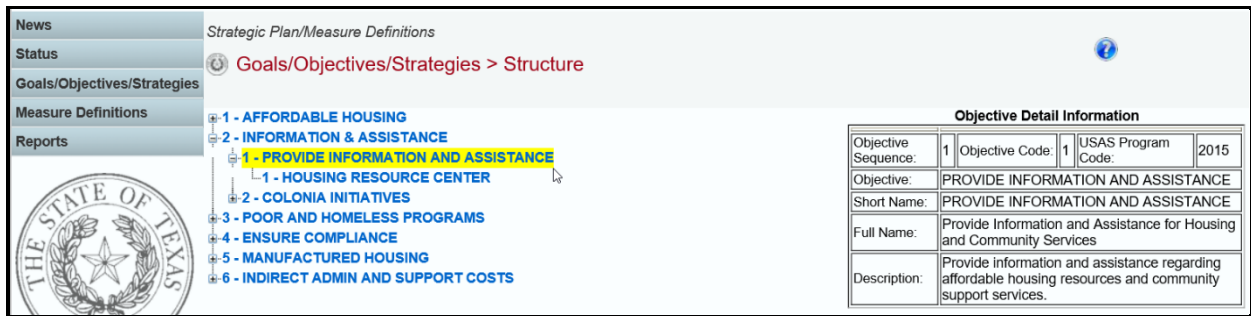 News
Status
Goals/Objectives/Strategies
Measure Definitions
Reports
THE STATE OF TEXAS
Strategic Plan/Measure Definitions
Goals/Objectives/Strategies > Structure
?
1 - AFFORDABLE HOUSING
2 - INFORMATION & ASSISTANCE
1 - PROVIDE INFORMATION AND ASSISTANCE
1 - HOUSING RESOURCE CENTER
2 - COLONIA INITIATIVES
3 - POOR AND HOMELESS PROGRAMS
4 - ENSURE COMPLIANCE
5 - MANUFACTURED HOUSING
6 - INDIRECT ADMIN AND SUPPORT COSTS
Objective Detail Information
Objective Sequence: 1 Objective Code: 1 USAS Program Code: 2015
Objective: PROVIDE INFORMATION AND ASSISTANCE
Short Name: PROVIDE INFORMATION AND ASSISTANCE
Full Name: Provide Information and Assistance for Housing
and Community Services
Description: Provide information and assistance regarding
affordable housing resources and community
support services.